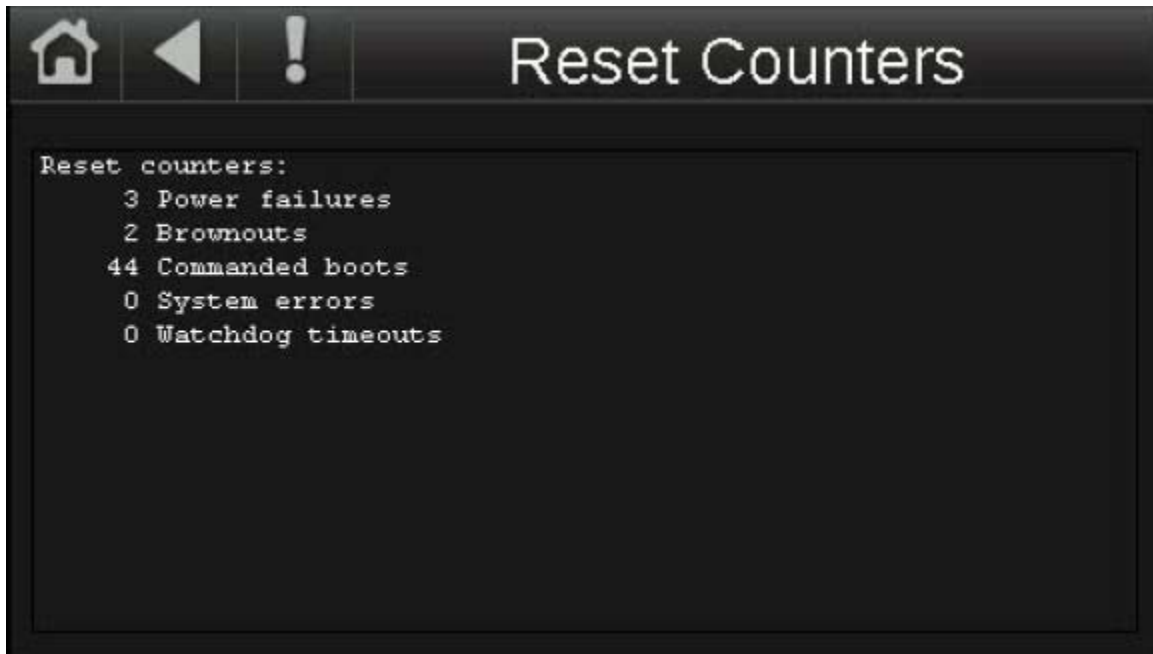 Reset Counters
Reset counters:
3 Power failures
2 Brownouts
44 Commanded boots
0 System errors
0 Watchdog timeouts